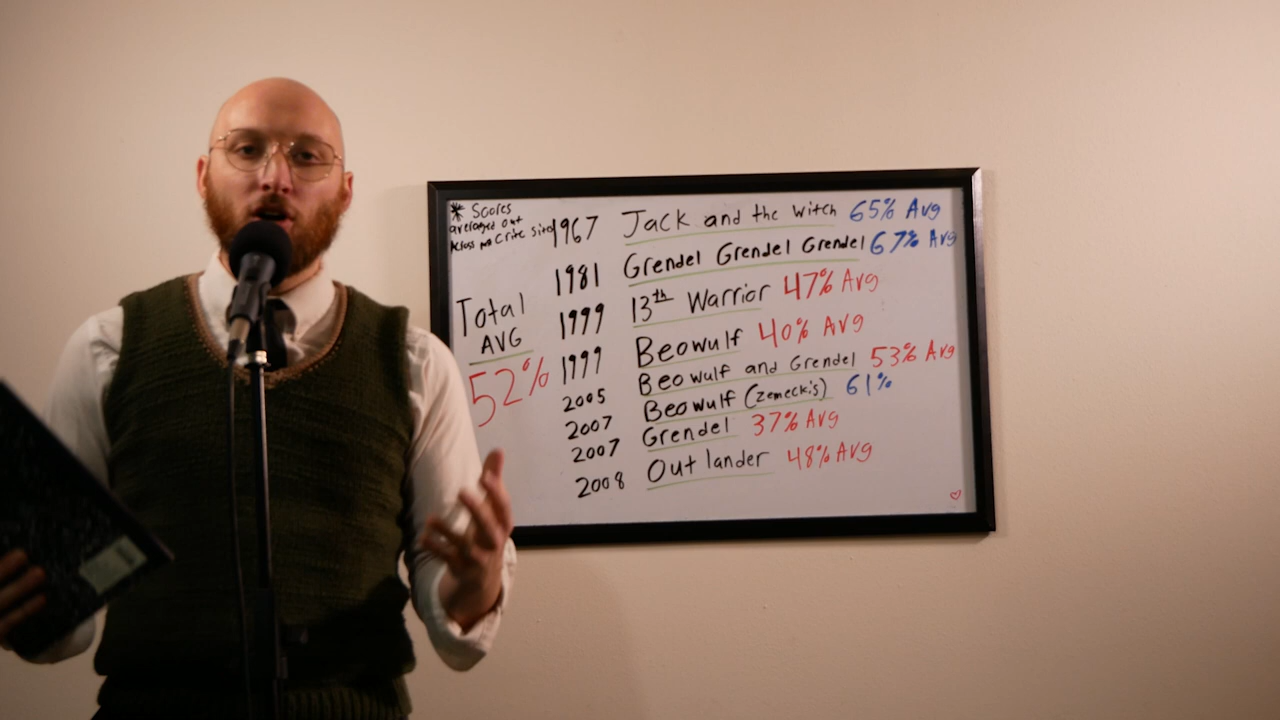 * Scores
averaged out
across critic sites
Total
AVG
52%
1967 Jack and the Witch 65% Avg
1981 Grendel Grendel Grendel 67% Avg
1999 13th Warrior 47% Avg
1999 Beowulf 40% Avg
2005 Beowulf and Grendel 53% Avg
2007 Beowulf (Zemeckis) 61%
2007 Grendel 37% Avg
2008 Outlander 48% Avg